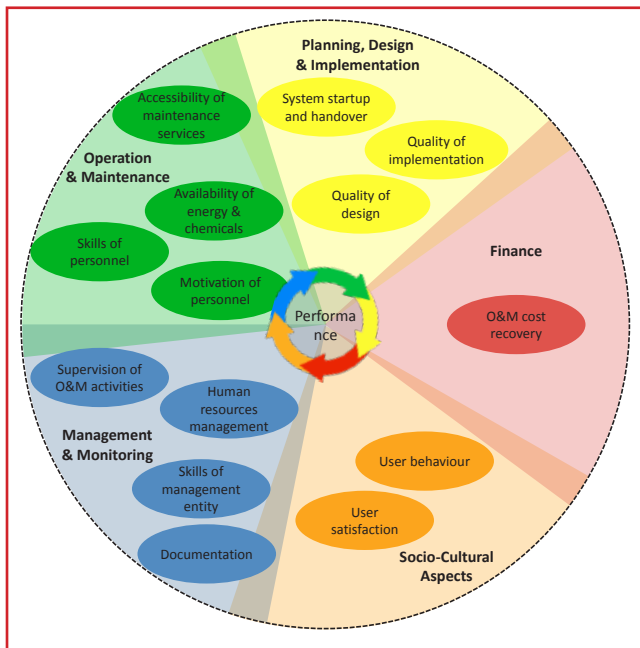 Planning, Design
& Implementation
System startup
and handover
Quality of
implementation
Quality of
design
Accessibility of
maintenance
services
Operation
& Maintenance
Availability of
energy &
chemicals
Skills of
personnel
Motivation of
personnel
Finance
O&M cost
recovery
Performa
nce
Supervision of
O&M activities
Human
resources
management
Management
& Monitoring
Skills of
management
entity
Documentation
User behaviour
User
satisfaction
Socio-Cultural
Aspects